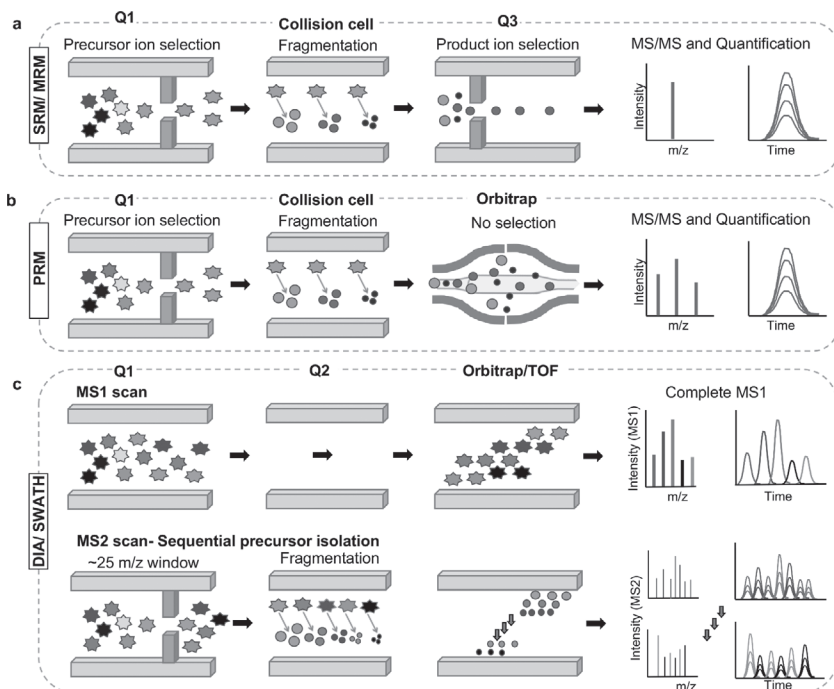 a
SRM/ MRM
Q1
Precursor ion selection
Collision cell
Fragmentation
Q3
Product ion selection
MS/MS and Quantification
Intensity
m/z
Time
b
PRM
Q1
Precursor ion selection
Collision cell
Fragmentation
Orbitrap
No selection
MS/MS and Quantification
Intensity
m/z
Time
c
DIA/ SWATH
Q1
MS1 scan
Q2
Orbitrap/TOF
Complete MS1
Intensity (MS1)
m/z
Time
MS2 scan- Sequential precursor isolation
~25 m/z window
Fragmentation
Intensity (MS2)
m/z
Time